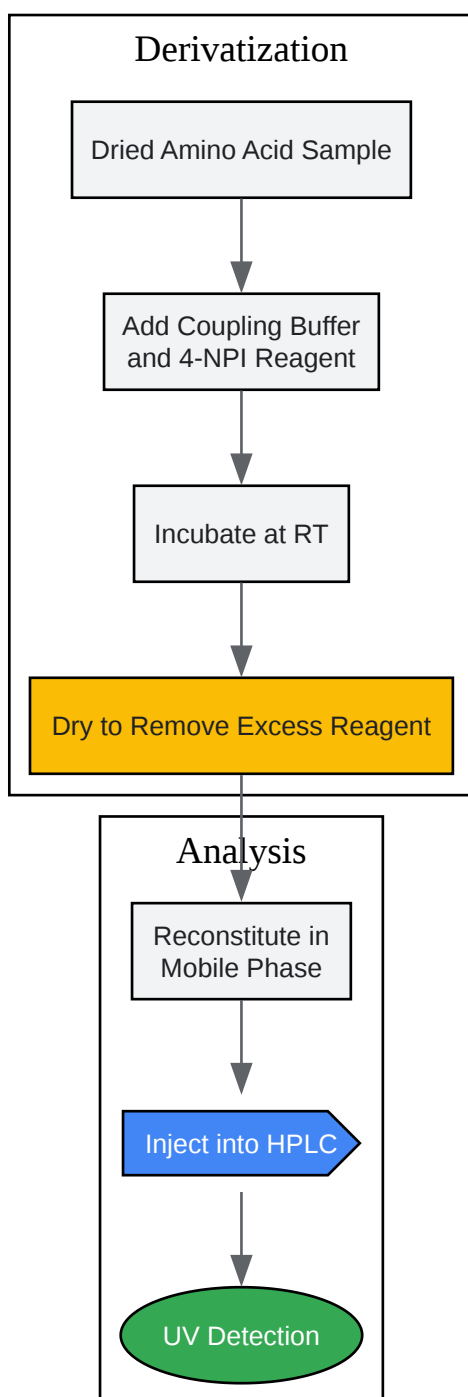 Derivatization
Dried Amino Acid Sample
Add Coupling Buffer
and 4-NPI Reagent
Incubate at RT
Dry to Remove Excess Reagent
Analysis
Reconstitute in
Mobile Phase
Inject into HPLC
UV Detection